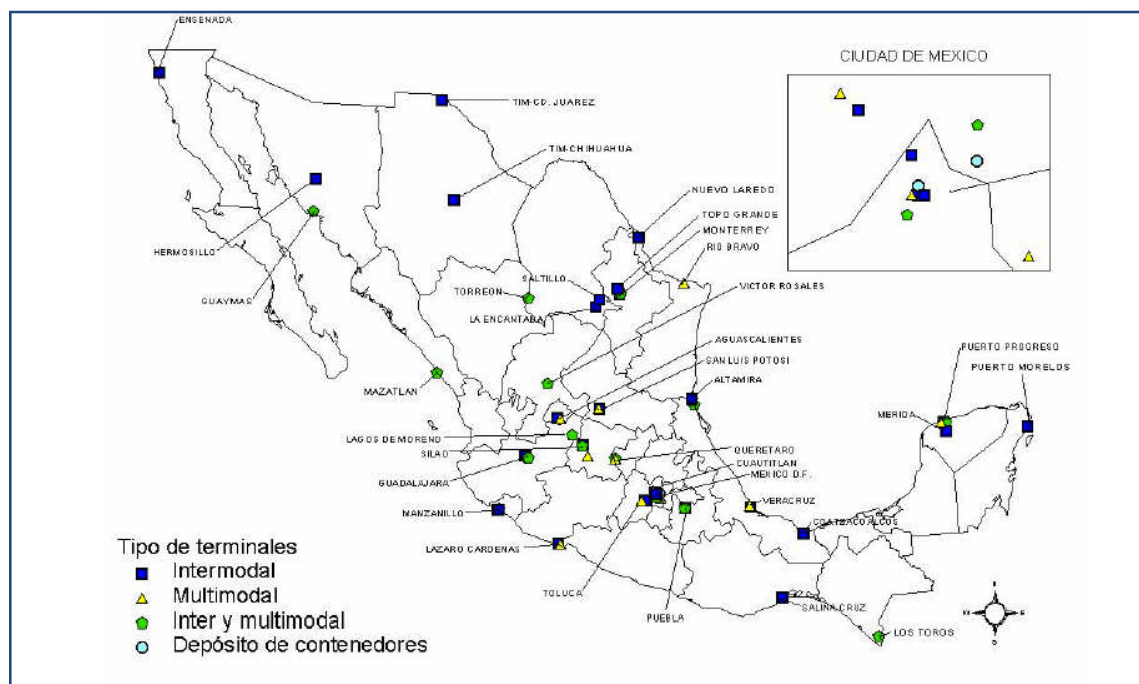 ENSENADA
CIUDAD DE MEXICO
TIM-CD. JUAREZ
TIM-CHIHUAHUA
NUEVO LAREDO
TOPO GRANDE
MONTERREY
RIO BRAVO
HERMOSILLO
SALTILLO
TORREON
VICTOR ROSALES
GUAYMAS
LA ENCANTADA
AGUASCALIENTES
SAN LUIS POTOSI
PUERTO PROGRESO
PUERTO MORELOS
MAZATLAN
ALTAMIRA
MERIDA
LAGOS DE MORENO
SILAO
QUERETARO
CUAUTITLAN
MEXICO D.F.
GUADALAJARA
MANZANILLO
VERACRUZ
COATZACOALCOS
Tipo de terminales
LAZARO CARDENAS
Intermodal
Multimodal
TOLUCA
SALINA CRUZ
PUEBLA
Inter y multimodal
LOS TOROS
Depósito de contenedores
N
W
E
S